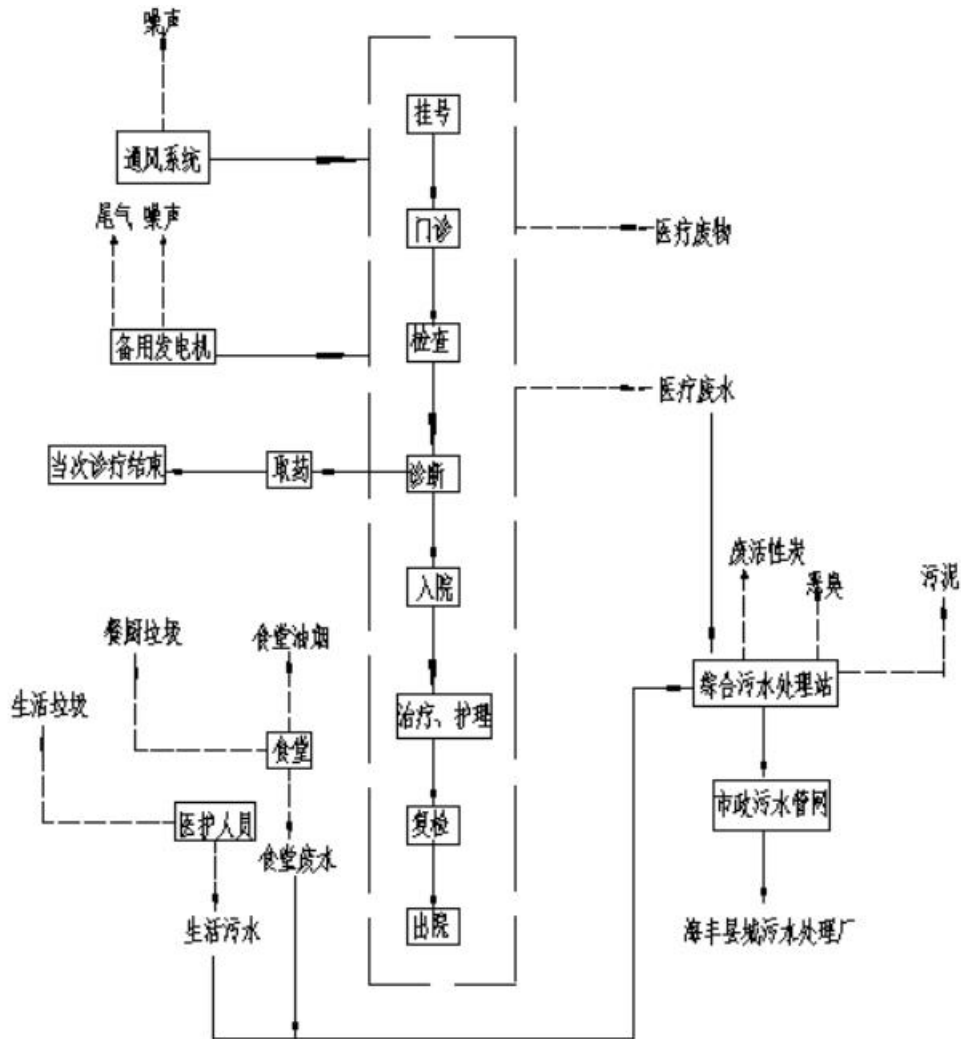 噪声
挂号
通风系统
尾气 噪声
门诊
医疗废物
备用发电机
检查
医疗废水
当次诊疗结束
取药
诊断
废活性炭
恶臭
污泥
入院
餐厨垃圾
食堂油烟
综合污水处理站
生活垃圾
治疗、护理
食堂
市政污水管网
医护人员
复检
食堂废水
生活污水
出院
海丰县城污水处理厂